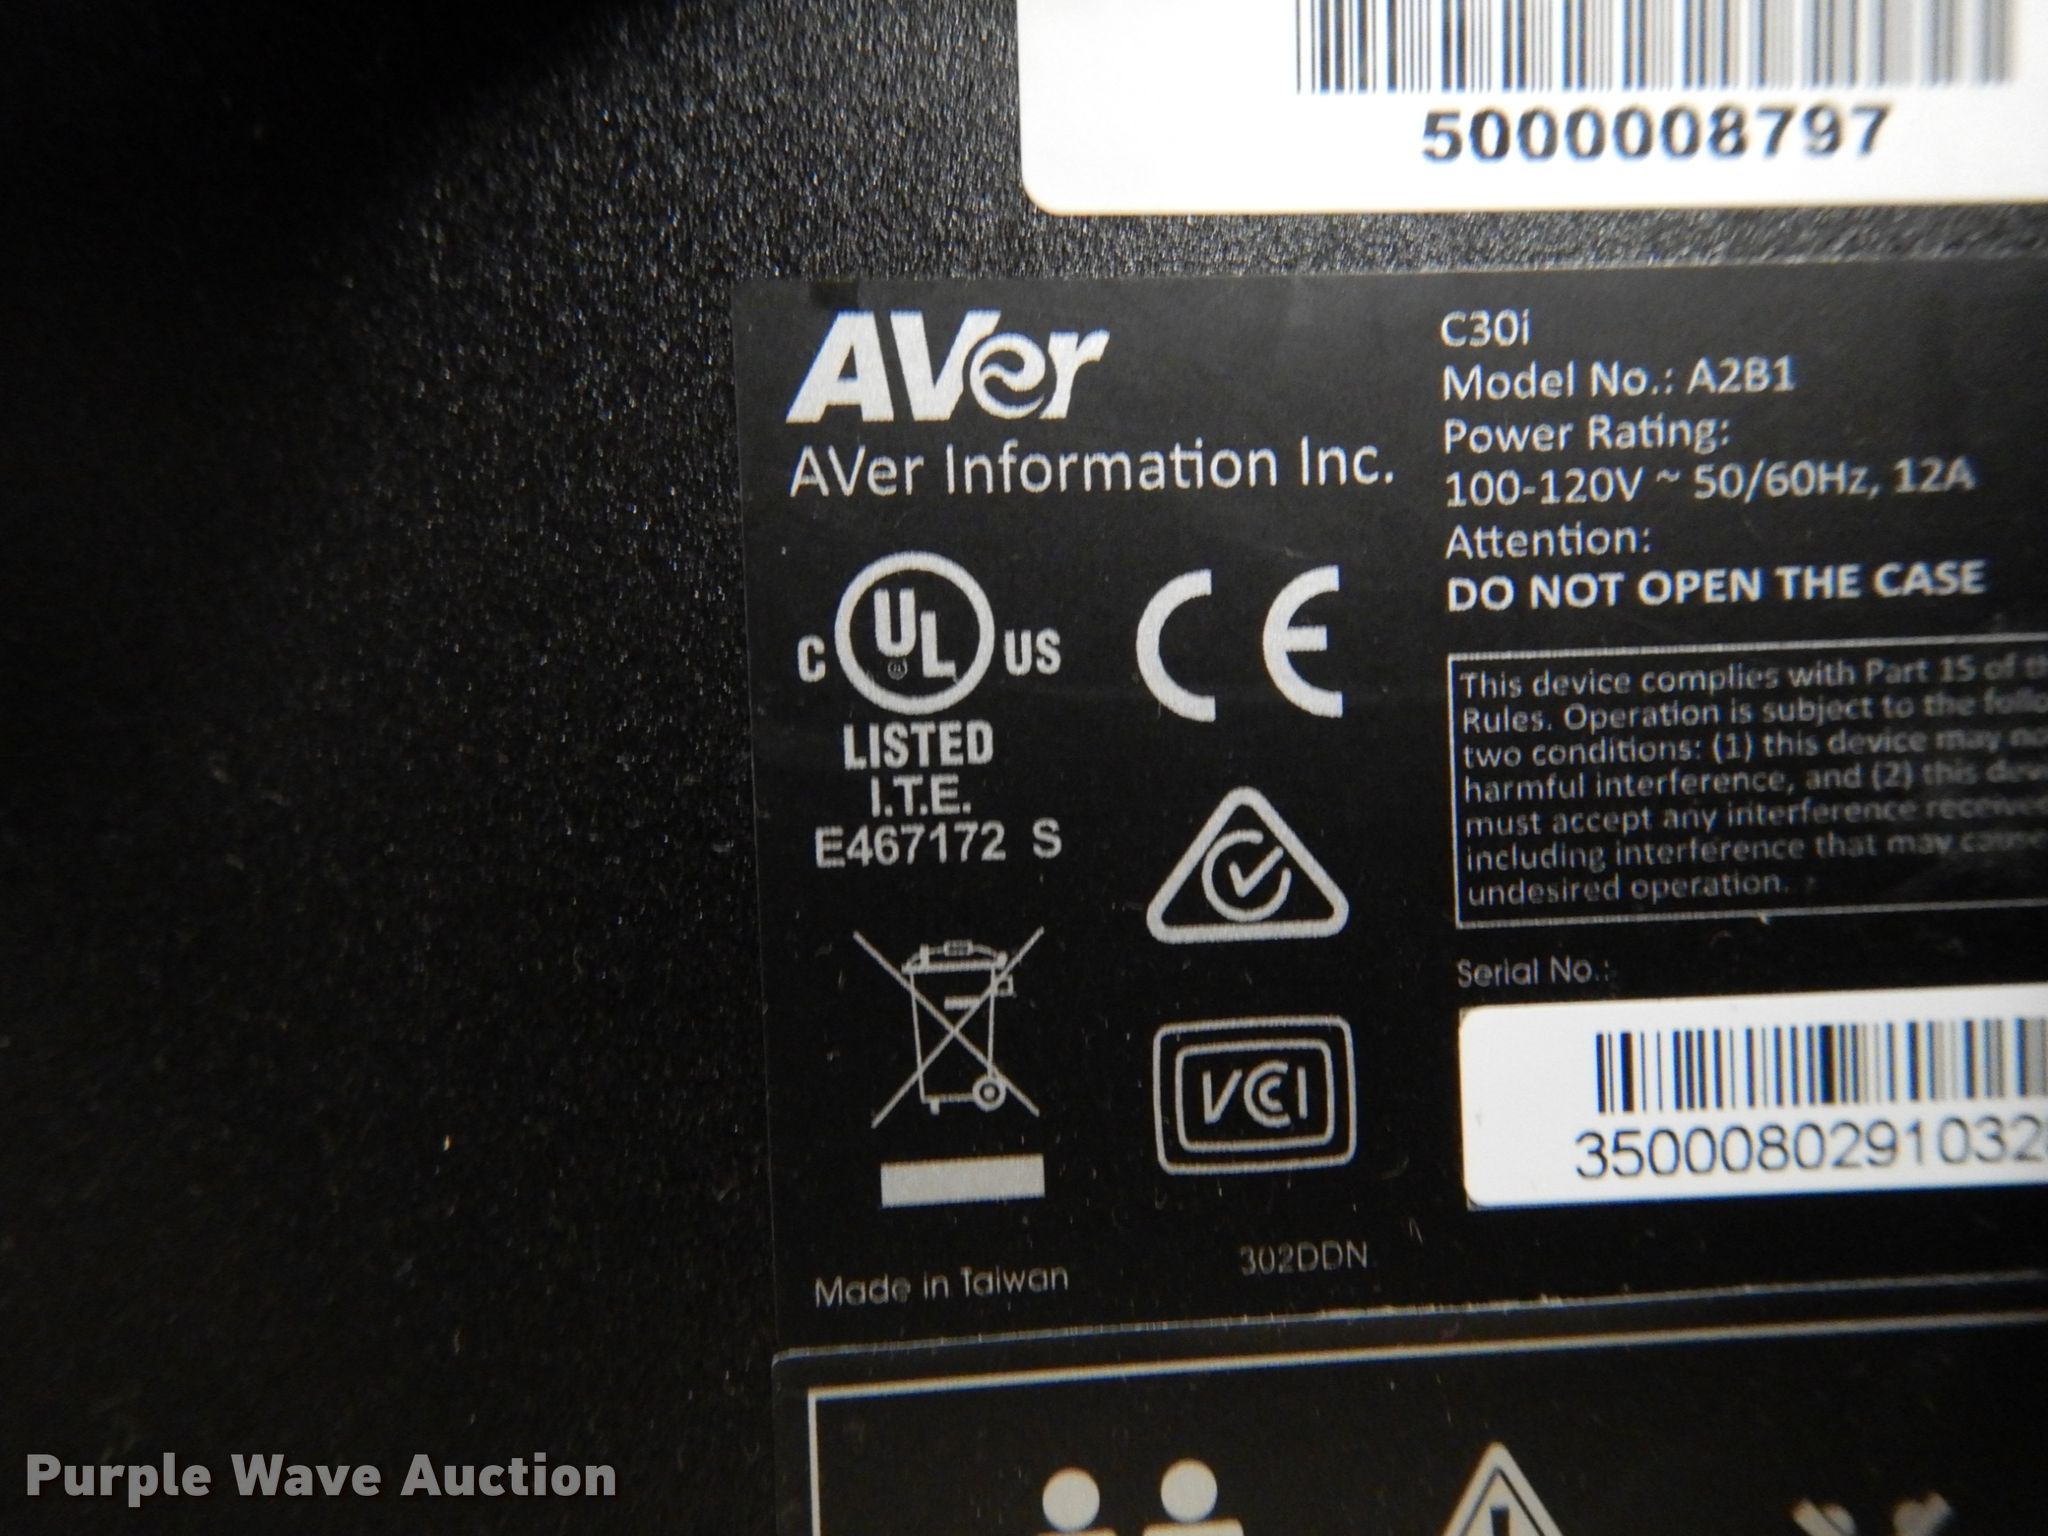 5000008797
AVer
AVer Information Inc.
C30i
Model No.: A2B1
Power Rating:
100-120V ~ 50/60Hz, 12A
Attention:
DO NOT OPEN THE CASE
C UL US
LISTED
I.T.E.
E467172 S
CE
This device complies with Part 15 of
Rules. Operation is subject to the
two conditions: (1) this device may
harmful interference, and (2) this
must accept any interference
including interference that may cause
undesired operation.
Serial No.:
3500080291032
VCCI
Made in Taiwan
302DDN
Purple Wave Auction